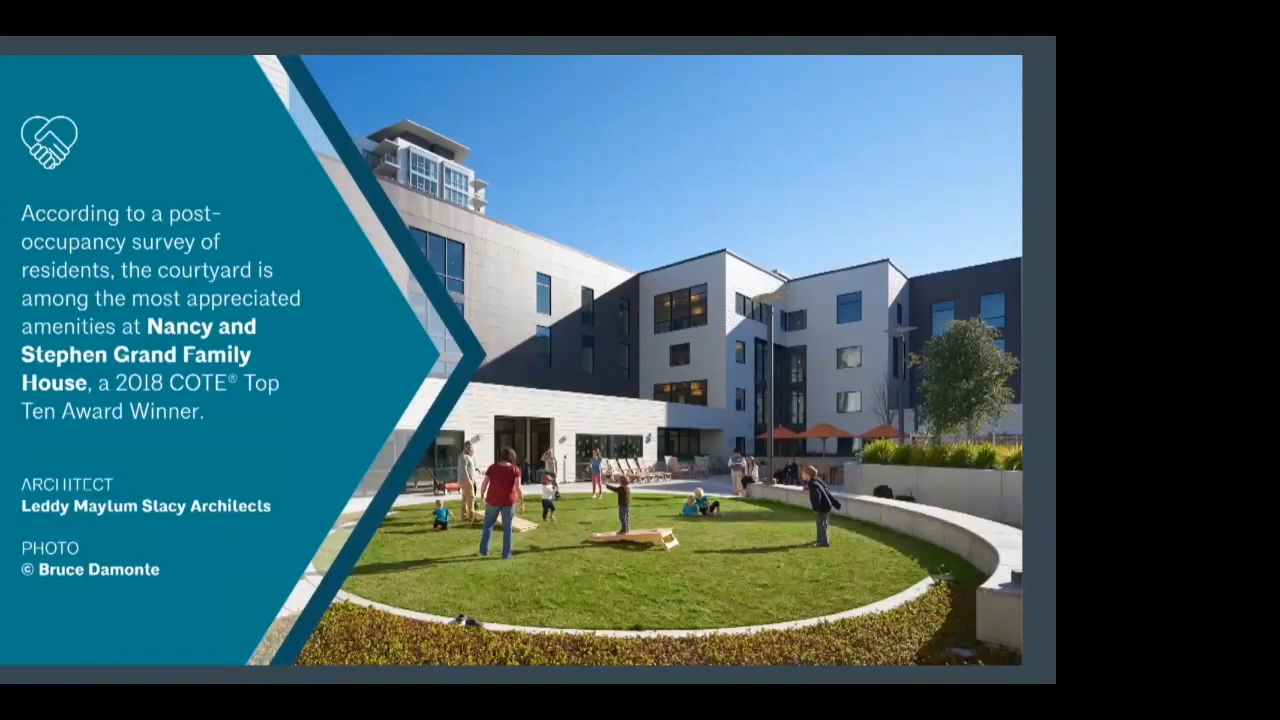 According to a post-
occupancy survey of
residents, the courtyard is
among the most appreciated
amenities at Nancy and
Stephen Grand Family
House, a 2018 COTE® Top
Ten Award Winner.
ARCHITECT
Leddy Maytum Stacy Architects
PHOTO
© Bruce Damonte